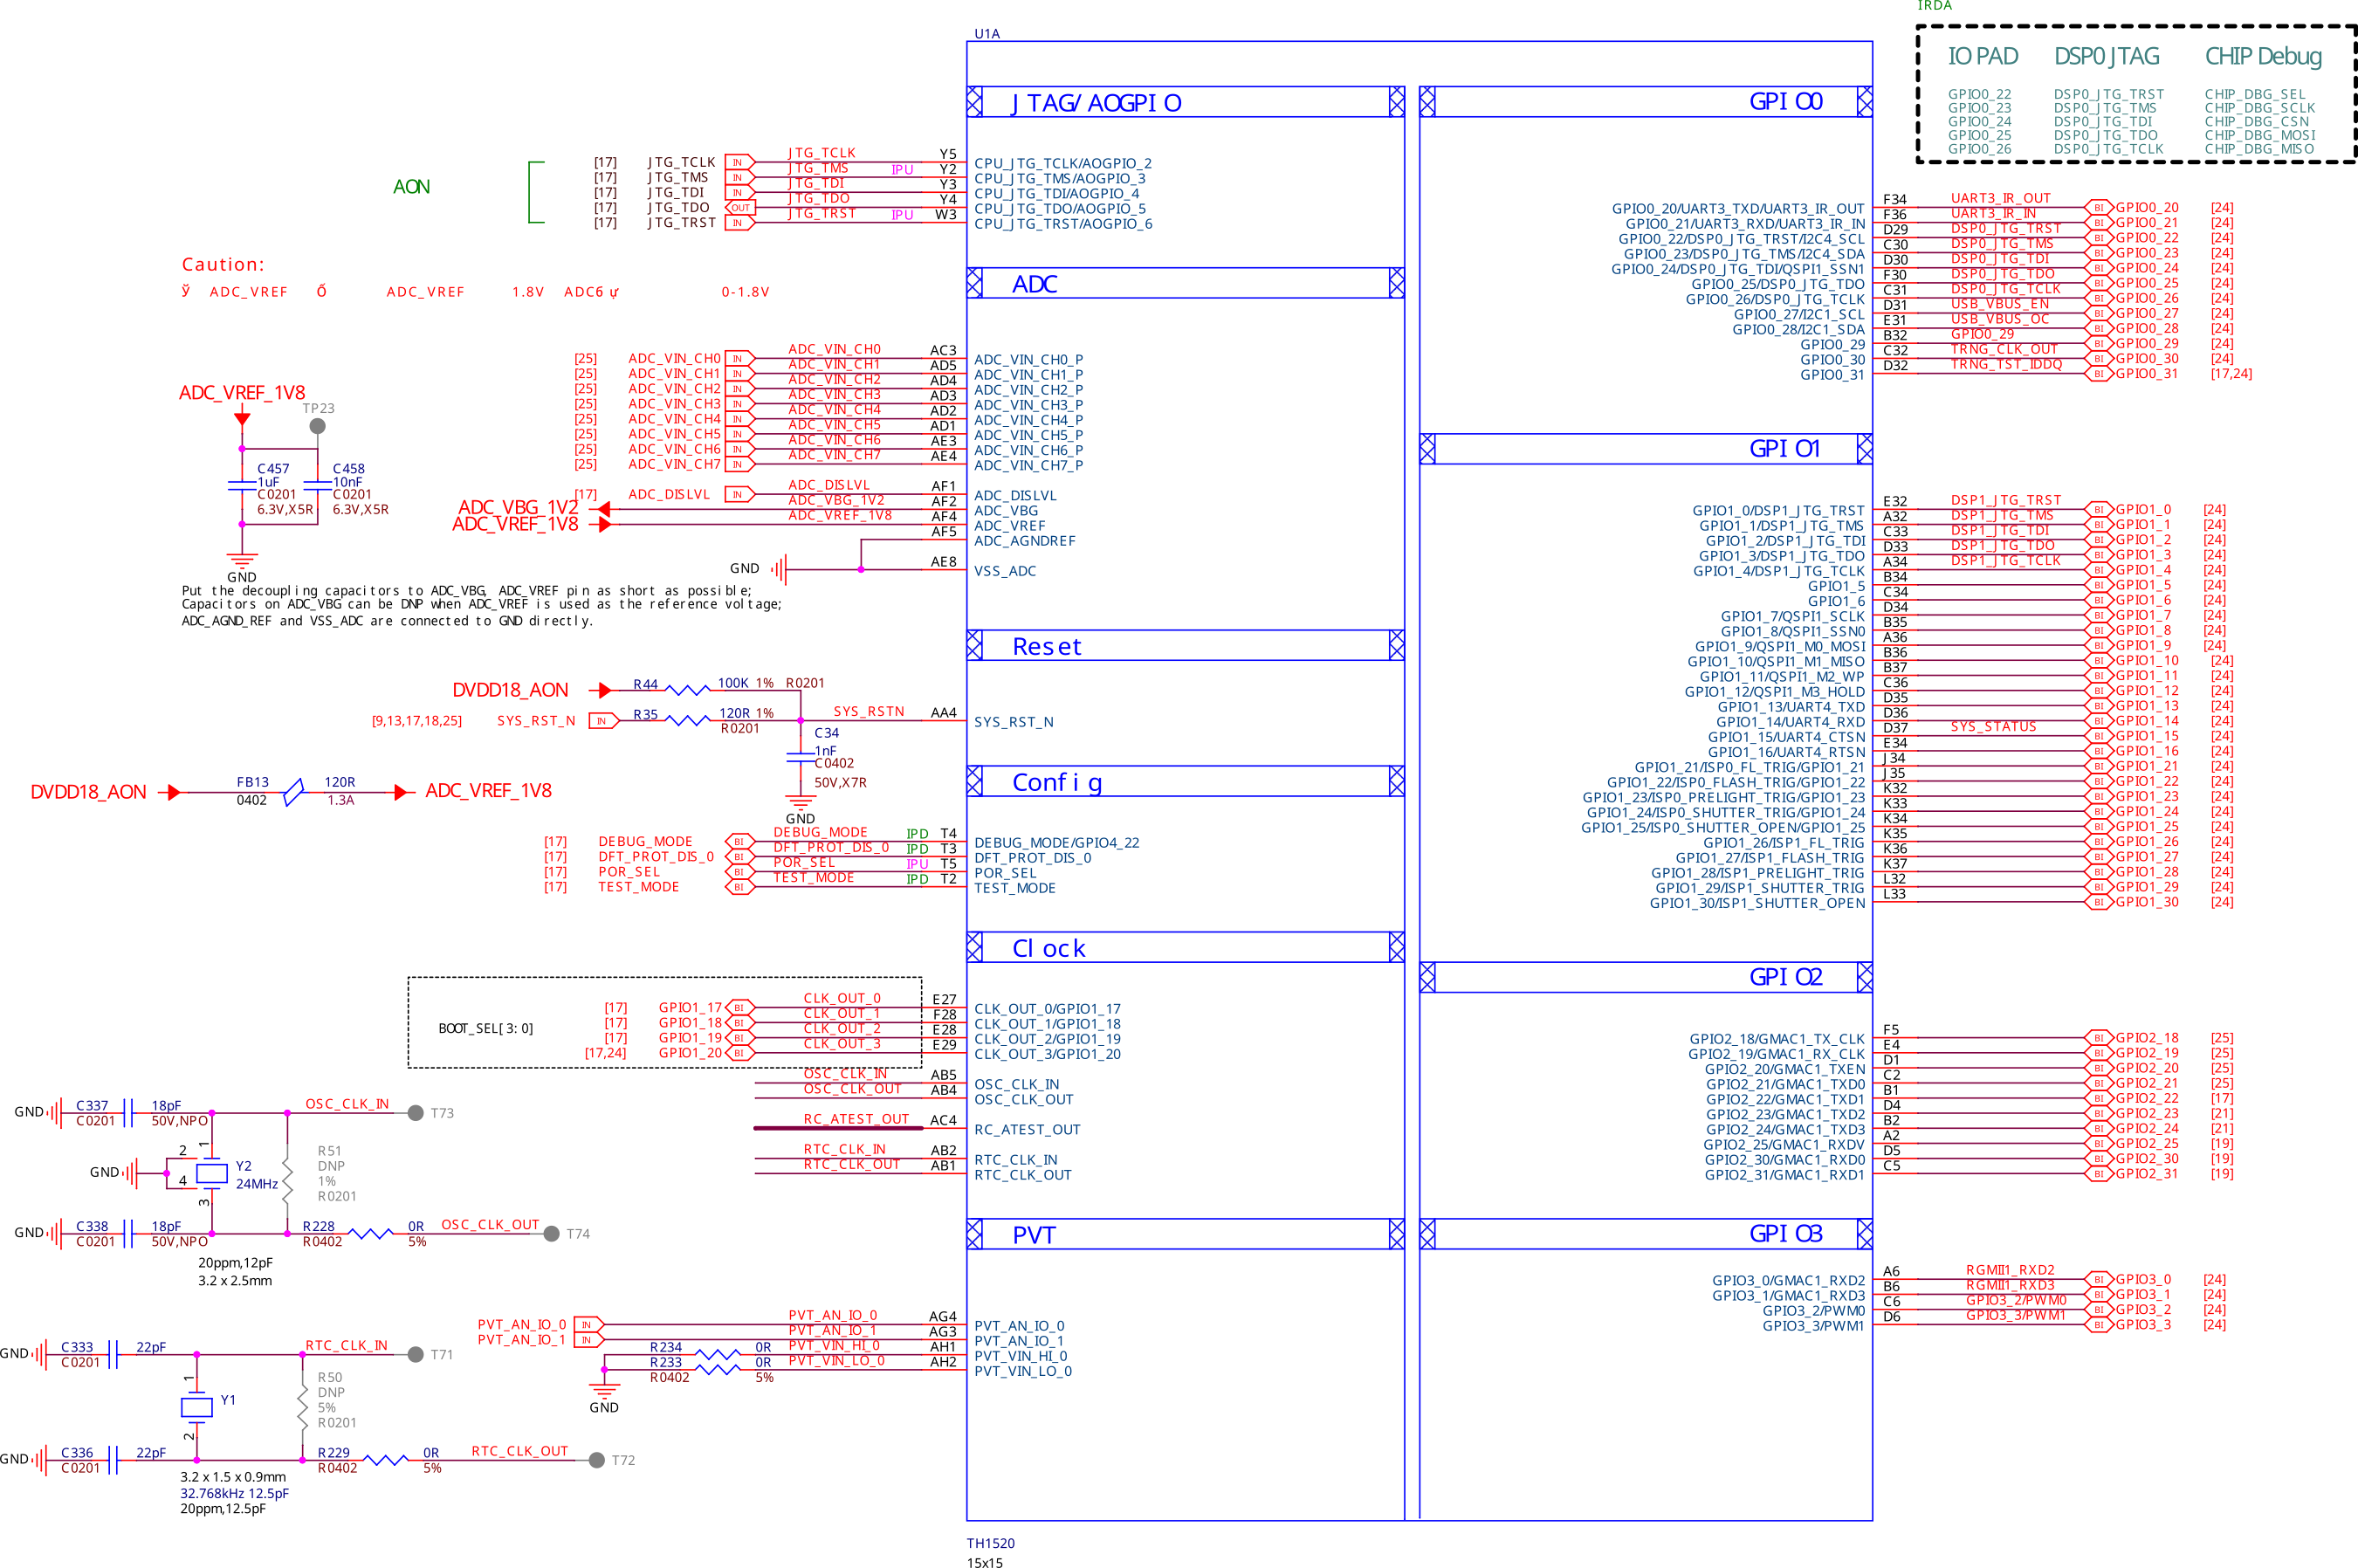 IRDA
IO PAD DSP0 JTAG CHIP Debug
GPIO0_22 DSP0_JTG_TRST CHIP_DBG_SEL
GPIO0_23 DSP0_JTG_TMS CHIP_DBG_SCLK
GPIO0_24 DSP0_JTG_TDI CHIP_DBG_CSN
GPIO0_25 DSP0_JTG_TDO CHIP_DBG_MOSI
GPIO0_26 DSP0_JTG_TCLK CHIP_DBG_MISO
U1A
JTAG/AOGPIO
AON
[17] JTG_TCLK IN JTG_TCLK Y5 CPU_JTG_TCLK/AOGPIO_2
[17] JTG_TMS IN JTG_TMS IPU Y2 CPU_JTG_TMS/AOGPIO_3
[17] JTG_TDI IN JTG_TDI Y3 CPU_JTG_TDI/AOGPIO_4
[17] JTG_TDO OUT JTG_TDO Y4 CPU_JTG_TDO/AOGPIO_5
[17] JTG_TRST IN JTG_TRST IPU W3 CPU_JTG_TRST/AOGPIO_6
Caution:
ADC_VREF ADC_VREF 1.8V 0-1.8V
ADC
[25] ADC_VIN_CH0 IN ADC_VIN_CH0 AC3 ADC_VIN_CH0_P
[25] ADC_VIN_CH1 IN ADC_VIN_CH1 AD5 ADC_VIN_CH1_P
[25] ADC_VIN_CH2 IN ADC_VIN_CH2 AD4 ADC_VIN_CH2_P
[25] ADC_VIN_CH3 IN ADC_VIN_CH3 AD3 ADC_VIN_CH3_P
[25] ADC_VIN_CH4 IN ADC_VIN_CH4 AD2 ADC_VIN_CH4_P
[25] ADC_VIN_CH5 IN ADC_VIN_CH5 AD1 ADC_VIN_CH5_P
[25] ADC_VIN_CH6 IN ADC_VIN_CH6 AE3 ADC_VIN_CH6_P
[25] ADC_VIN_CH7 IN ADC_VIN_CH7 AE4 ADC_VIN_CH7_P
[17] ADC_DISLVL IN ADC_DISLVL AF1 ADC_DISLVL
ADC_VBG_1V2 ADC_VBG_1V2 AF2 ADC_VBG
ADC_VREF_1V8 ADC_VREF_1V8 AF4 ADC_VREF
AF5 ADC_AGNDREF
GND AE8 VSS_ADC
ADC_VREF_1V8
TP23
C457 C458
1uF 10nF
C0201 C0201
6.3V,X5R 6.3V,X5R
GND
Put the decoupling capacitors to ADC_VBG, ADC_VREF pin as short as possible;
Capacitors on ADC_VBG can be DNP when ADC_VREF is used as the reference voltage;
ADC_AGND_REF and VSS_ADC are connected to GND directly.
Reset
DVDD18_AON R44 100K 1% R0201
[9,13,17,18,25] SYS_RST_N IN R35 120R 1% SYS_RSTN AA4 SYS_RST_N
R0201
C34
1nF
C0402
50V,X7R
GND
DVDD18_AON FB13 120R ADC_VREF_1V8
0402 1.3A
Config
[17] DEBUG_MODE BI DEBUG_MODE IPD T4 DEBUG_MODE/GPIO4_22
[17] DFT_PROT_DIS_0 BI DFT_PROT_DIS_0 IPD T3 DFT_PROT_DIS_0
[17] POR_SEL BI POR_SEL IPU T5 POR_SEL
[17] TEST_MODE BI TEST_MODE IPD T2 TEST_MODE
Clock
BOOT_SEL[3:0]
[17] GPIO1_17 BI CLK_OUT_0 E27 CLK_OUT_0/GPIO1_17
[17] GPIO1_18 BI CLK_OUT_1 F28 CLK_OUT_1/GPIO1_18
[17] GPIO1_19 BI CLK_OUT_2 E28 CLK_OUT_2/GPIO1_19
[17,24] GPIO1_20 BI CLK_OUT_3 E29 CLK_OUT_3/GPIO1_20
OSC_CLK_IN AB5 OSC_CLK_IN
OSC_CLK_OUT AB4 OSC_CLK_OUT
RC_ATEST_OUT AC4 RC_ATEST_OUT
RTC_CLK_IN AB2 RTC_CLK_IN
RTC_CLK_OUT AB1 RTC_CLK_OUT
GND C337 18pF OSC_CLK_IN T73
C0201 50V,NPO
1
2
GND
4
3
Y2
24MHz
R51
DNP
1%
R0201
GND C338 18pF R228 0R OSC_CLK_OUT T74
C0201 50V,NPO R0402 5%
20ppm,12pF
3.2 x 2.5mm
GND C333 22pF RTC_CLK_IN T71
C0201
1
Y1
2
R50
DNP
5%
R0201
GND C336 22pF R229 0R RTC_CLK_OUT T72
C0201 R0402 5%
3.2 x 1.5 x 0.9mm
32.768kHz 12.5pF
20ppm,12.5pF
PVT
PVT_AN_IO_0 IN PVT_AN_IO_0 AG4 PVT_AN_IO_0
PVT_AN_IO_1 IN PVT_AN_IO_1 AG3 PVT_AN_IO_1
R234 0R PVT_VIN_HI_0 AH1 PVT_VIN_HI_0
R233 0R PVT_VIN_LO_0 AH2 PVT_VIN_LO_0
R0402 5%
GND
GPIO0
GPIO0_20/UART3_TXD/UART3_IR_OUT F34 UART3_IR_OUT BI GPIO0_20 [24]
GPIO0_21/UART3_RXD/UART3_IR_IN F36 UART3_IR_IN BI GPIO0_21 [24]
GPIO0_22/DSP0_JTG_TRST/I2C4_SCL D29 DSP0_JTG_TRST BI GPIO0_22 [24]
GPIO0_23/DSP0_JTG_TMS/I2C4_SDA C30 DSP0_JTG_TMS BI GPIO0_23 [24]
GPIO0_24/DSP0_JTG_TDI/QSPI1_SSN1 D30 DSP0_JTG_TDI BI GPIO0_24 [24]
GPIO0_25/DSP0_JTG_TDO F30 DSP0_JTG_TDO BI GPIO0_25 [24]
GPIO0_26/DSP0_JTG_TCLK C31 DSP0_JTG_TCLK BI GPIO0_26 [24]
GPIO0_27/I2C1_SCL D31 USB_VBUS_EN BI GPIO0_27 [24]
GPIO0_28/I2C1_SDA E31 USB_VBUS_OC BI GPIO0_28 [24]
GPIO0_29 B32 GPIO0_29 BI GPIO0_29 [24]
GPIO0_30 C32 TRNG_CLK_OUT BI GPIO0_30 [24]
GPIO0_31 D32 TRNG_TST_IDDQ BI GPIO0_31 [17,24]
GPIO1
GPIO1_0/DSP1_JTG_TRST E32 DSP1_JTG_TRST BI GPIO1_0 [24]
GPIO1_1/DSP1_JTG_TMS A32 DSP1_JTG_TMS BI GPIO1_1 [24]
GPIO1_2/DSP1_JTG_TDI C33 DSP1_JTG_TDI BI GPIO1_2 [24]
GPIO1_3/DSP1_JTG_TDO D33 DSP1_JTG_TDO BI GPIO1_3 [24]
GPIO1_4/DSP1_JTG_TCLK A34 DSP1_JTG_TCLK BI GPIO1_4 [24]
GPIO1_5 B34 BI GPIO1_5 [24]
GPIO1_6 C34 BI GPIO1_6 [24]
GPIO1_7/QSPI1_SCLK D34 BI GPIO1_7 [24]
GPIO1_8/QSPI1_SSN0 B35 BI GPIO1_8 [24]
GPIO1_9/QSPI1_M0_MOSI A36 BI GPIO1_9 [24]
GPIO1_10/QSPI1_M1_MISO B36 BI GPIO1_10 [24]
GPIO1_11/QSPI1_M2_WP B37 BI GPIO1_11 [24]
GPIO1_12/QSPI1_M3_HOLD C36 BI GPIO1_12 [24]
GPIO1_13/UART4_TXD D35 BI GPIO1_13 [24]
GPIO1_14/UART4_RXD D36 BI GPIO1_14 [24]
GPIO1_15/UART4_CTSN D37 SYS_STATUS BI GPIO1_15 [24]
GPIO1_16/UART4_RTSN E34 BI GPIO1_16 [24]
GPIO1_21/ISP0_FL_TRIG/GPIO1_21 J34 BI GPIO1_21 [24]
GPIO1_22/ISP0_FLASH_TRIG/GPIO1_22 J35 BI GPIO1_22 [24]
GPIO1_23/ISP0_PRELIGHT_TRIG/GPIO1_23 K32 BI GPIO1_23 [24]
GPIO1_24/ISP0_SHUTTER_TRIG/GPIO1_24 K33 BI GPIO1_24 [24]
GPIO1_25/ISP0_SHUTTER_OPEN/GPIO1_25 K34 BI GPIO1_25 [24]
GPIO1_26/ISP1_FL_TRIG K35 BI GPIO1_26 [24]
GPIO1_27/ISP1_FLASH_TRIG K36 BI GPIO1_27 [24]
GPIO1_28/ISP1_PRELIGHT_TRIG K37 BI GPIO1_28 [24]
GPIO1_29/ISP1_SHUTTER_TRIG L32 BI GPIO1_29 [24]
GPIO1_30/ISP1_SHUTTER_OPEN L33 BI GPIO1_30 [24]
GPIO2
GPIO2_18/GMAC1_TX_CLK F5 BI GPIO2_18 [25]
GPIO2_19/GMAC1_RX_CLK E4 BI GPIO2_19 [25]
GPIO2_20/GMAC1_TXEN D1 BI GPIO2_20 [25]
GPIO2_21/GMAC1_TXD0 C2 BI GPIO2_21 [25]
GPIO2_22/GMAC1_TXD1 B1 BI GPIO2_22 [17]
GPIO2_23/GMAC1_TXD2 D4 BI GPIO2_23 [21]
GPIO2_24/GMAC1_TXD3 B2 BI GPIO2_24 [21]
GPIO2_25/GMAC1_RXDV A2 BI GPIO2_25 [19]
GPIO2_30/GMAC1_RXD0 D5 BI GPIO2_30 [19]
GPIO2_31/GMAC1_RXD1 C5 BI GPIO2_31 [19]
GPIO3
GPIO3_0/GMAC1_RXD2 A6 RGMII1_RXD2 BI GPIO3_0 [24]
GPIO3_1/GMAC1_RXD3 B6 RGMII1_RXD3 BI GPIO3_1 [24]
GPIO3_2/PWM0 C6 GPIO3_2/PWM0 BI GPIO3_2 [24]
GPIO3_3/PWM1 D6 GPIO3_3/PWM1 BI GPIO3_3 [24]
TH1520
15x15